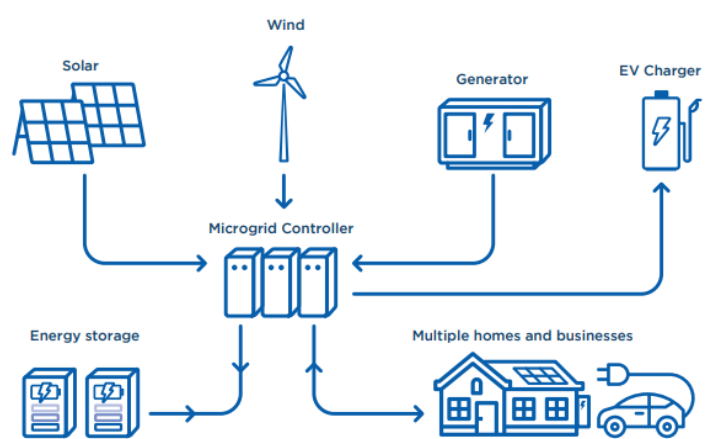 Wind
Solar
Generator
EV Charger
Microgrid Controller
Energy storage
Multiple homes and businesses